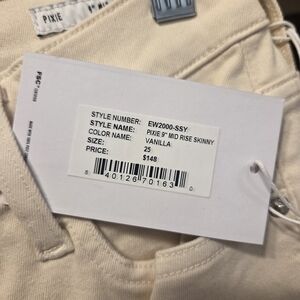 PIXIE
FSC
STYLE NUMBER: EW2000-SSY
STYLE NAME: PIXIE 9" MID RISE SKINNY
COLOR NAME: VANILLA
SIZE: 25
PRICE: $148
40126 70163